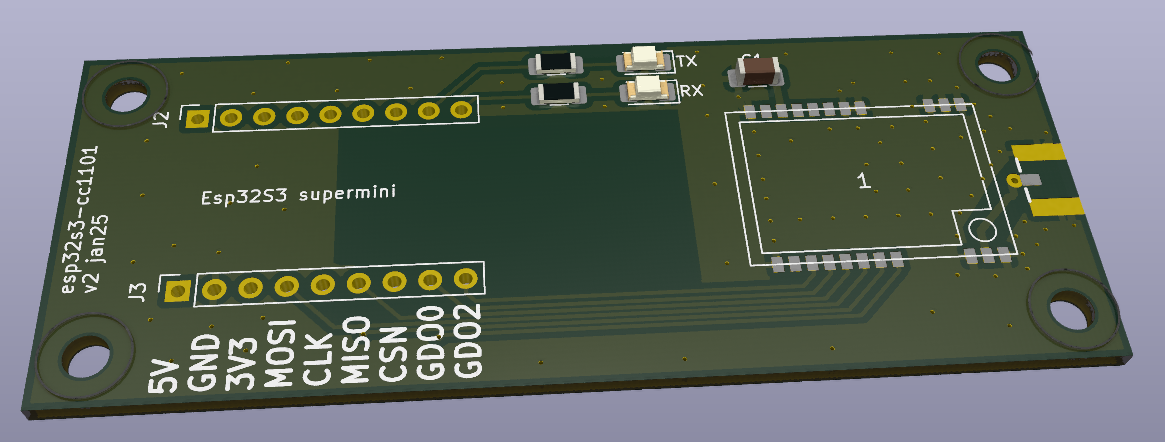 TX
C1
RX
J2
1
Esp32S3 supermini
esp32s3-cc1101
v2 jan25
J3
5V
GND
3V3
MOSI
CLK
MISO
CSN
GDO0
GDO2